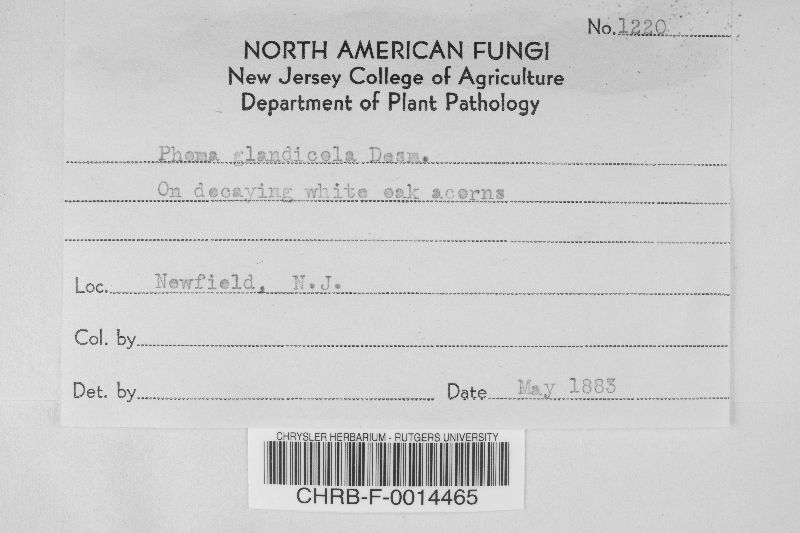 No. 1220
NORTH AMERICAN FUNGI
New Jersey College of Agriculture
Department of Plant Pathology
Phoma glandicola Desm.
On decaying white oak acorns
Loc. Newfield, N.J.
Col. by
Det. by Date May 1883
CHRYSLER HERBARIUM - RUTGERS UNIVERSITY
CHRB-F-0014465